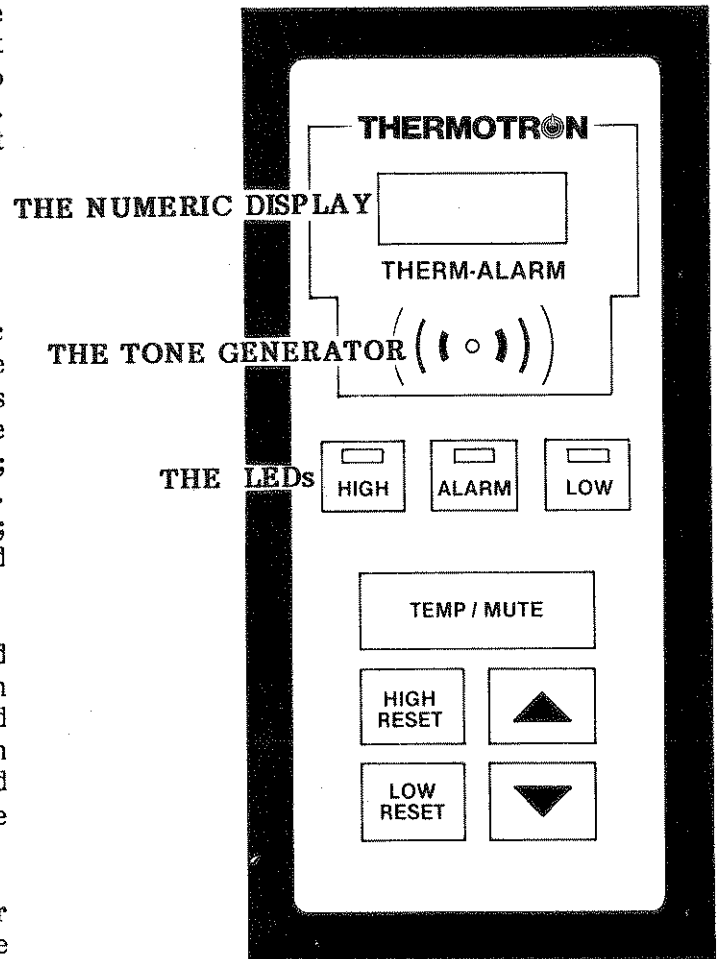 THERMOTRON
THE NUMERIC DISPLAY
THERM-ALARM
THE TONE GENERATOR
THE LEDs
HIGH ALARM LOW
TEMP / MUTE
HIGH
RESET
LOW
RESET